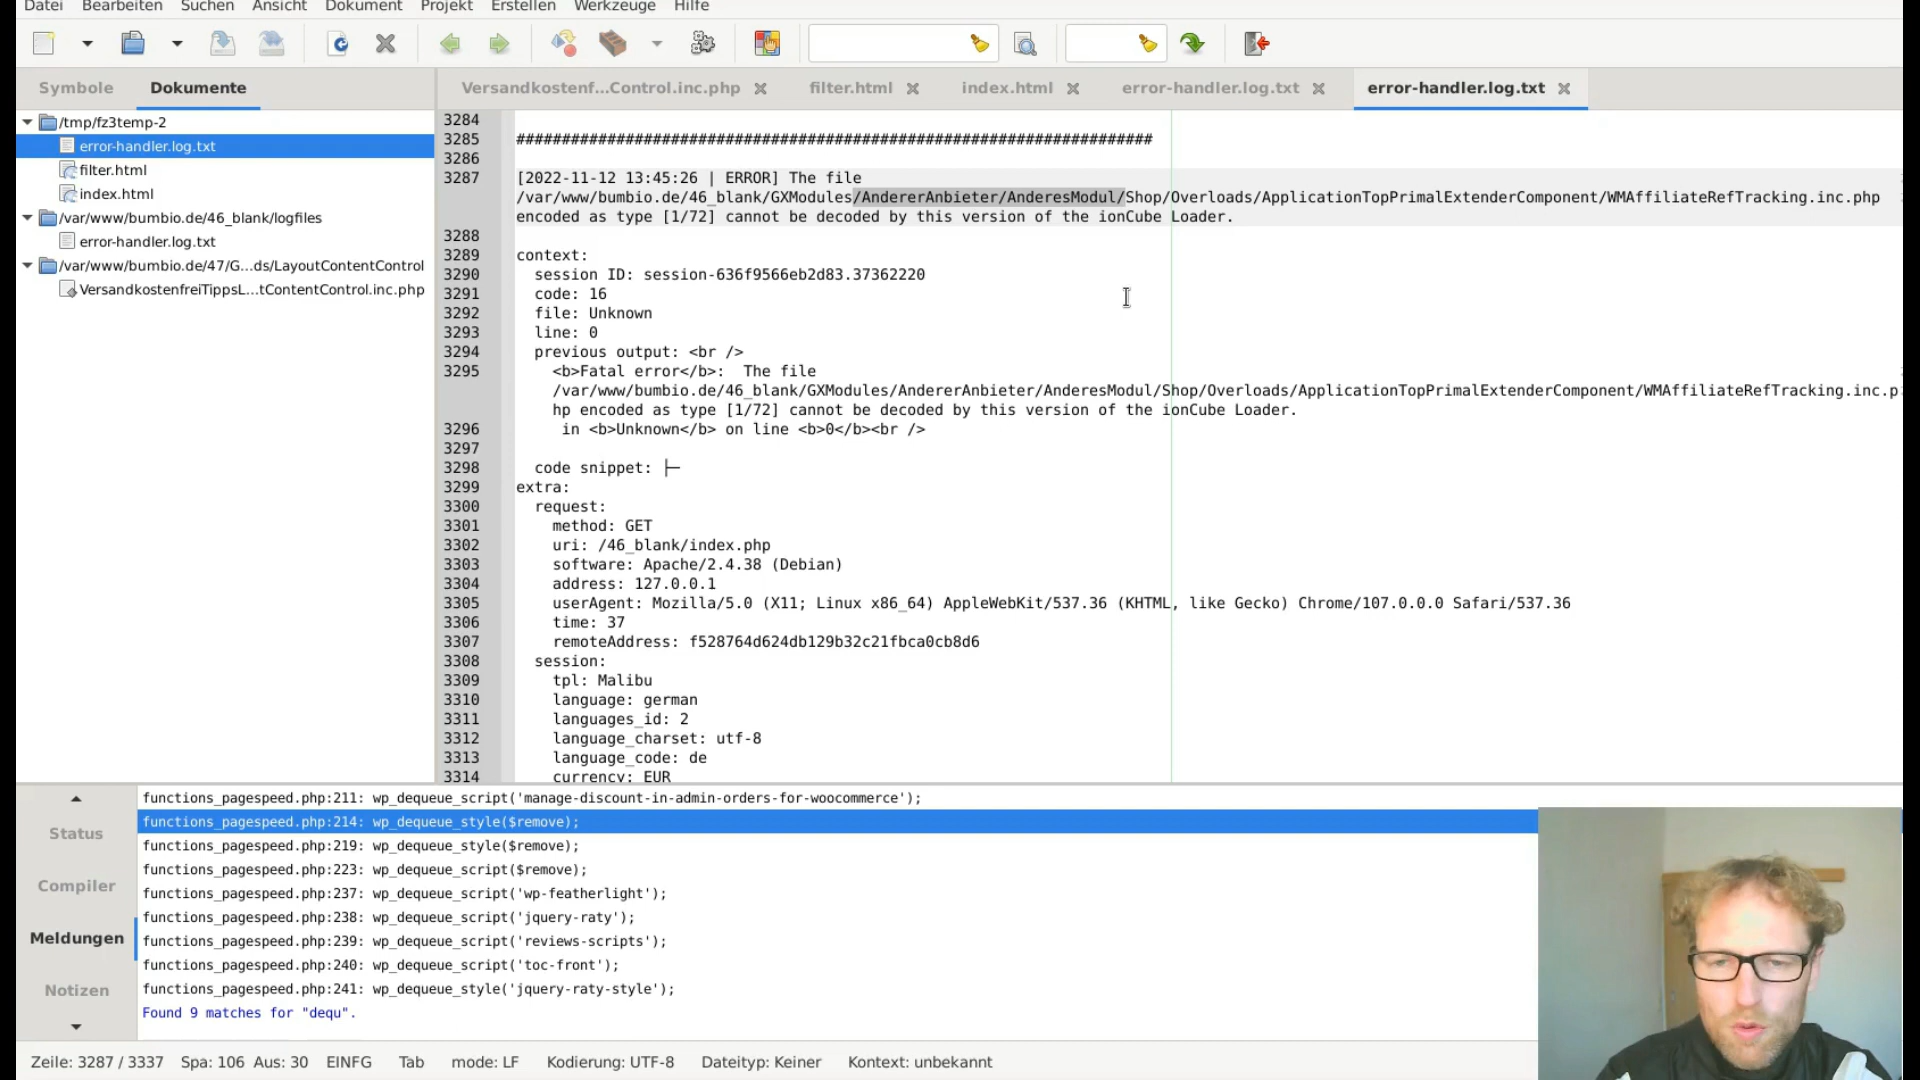 Datei Bearbeiten Suchen Ansicht Dokument Projekt Erstellen Werkzeuge Hilfe
Symbole Dokumente
Versandkostenf...Control.inc.php filter.html index.html error-handler.log.txt error-handler.log.txt
/tmp/fz3temp-2
error-handler.log.txt
filter.html
index.html
/var/www/bumbio.de/46_blank/logfiles
error-handler.log.txt
/var/www/bumbio.de/47/G...ds/LayoutContentControl
VersandkostenfreiTippsL...tContentControl.inc.php
3284
3285 ######################################################################
3286
3287 [2022-11-12 13:45:26 | ERROR] The file
/var/www/bumbio.de/46_blank/GXModules/AndererAnbieter/AnderesModul/Shop/Overloads/ApplicationTopPrimalExtenderComponent/WMAffiliateRefTracking.inc.php
encoded as type [1/72] cannot be decoded by this version of the ionCube Loader.
3288
3289 context:
3290 session ID: session-636f9566eb2d83.37362220
3291 code: 16
3292 file: Unknown
3293 line: 0
3294 previous output: <br />
3295 <b>Fatal error</b>:  The file
/var/www/bumbio.de/46_blank/GXModules/AndererAnbieter/AnderesModul/Shop/Overloads/ApplicationTopPrimalExtenderComponent/WMAffiliateRefTracking.inc.p
hp encoded as type [1/72] cannot be decoded by this version of the ionCube Loader.
3296 in <b>Unknown</b> on line <b>0</b><br />
3297
3298 code snippet: ├─
3299 extra:
3300 request:
3301 method: GET
3302 uri: /46_blank/index.php
3303 software: Apache/2.4.38 (Debian)
3304 address: 127.0.0.1
3305 userAgent: Mozilla/5.0 (X11; Linux x86_64) AppleWebKit/537.36 (KHTML, like Gecko) Chrome/107.0.0.0 Safari/537.36
3306 time: 37
3307 remoteAddress: f528764d624db129b32c21fbca0cb8d6
3308 session:
3309 tpl: Malibu
3310 language: german
3311 languages_id: 2
3312 language_charset: utf-8
3313 language_code: de
3314 currency: EUR
Status
Compiler
Meldungen
Notizen
functions_pagespeed.php:211: wp_dequeue_script('manage-discount-in-admin-orders-for-woocommerce');
functions_pagespeed.php:214: wp_dequeue_style($remove);
functions_pagespeed.php:219: wp_dequeue_style($remove);
functions_pagespeed.php:223: wp_dequeue_script($remove);
functions_pagespeed.php:237: wp_dequeue_script('wp-featherlight');
functions_pagespeed.php:238: wp_dequeue_script('jquery-raty');
functions_pagespeed.php:239: wp_dequeue_script('reviews-scripts');
functions_pagespeed.php:240: wp_dequeue_script('toc-front');
functions_pagespeed.php:241: wp_dequeue_style('jquery-raty-style');
Found 9 matches for "dequ".
Zeile: 3287 / 3337 Spa: 106 Aus: 30 EINFG Tab mode: LF Kodierung: UTF-8 Dateityp: Keiner Kontext: unbekannt